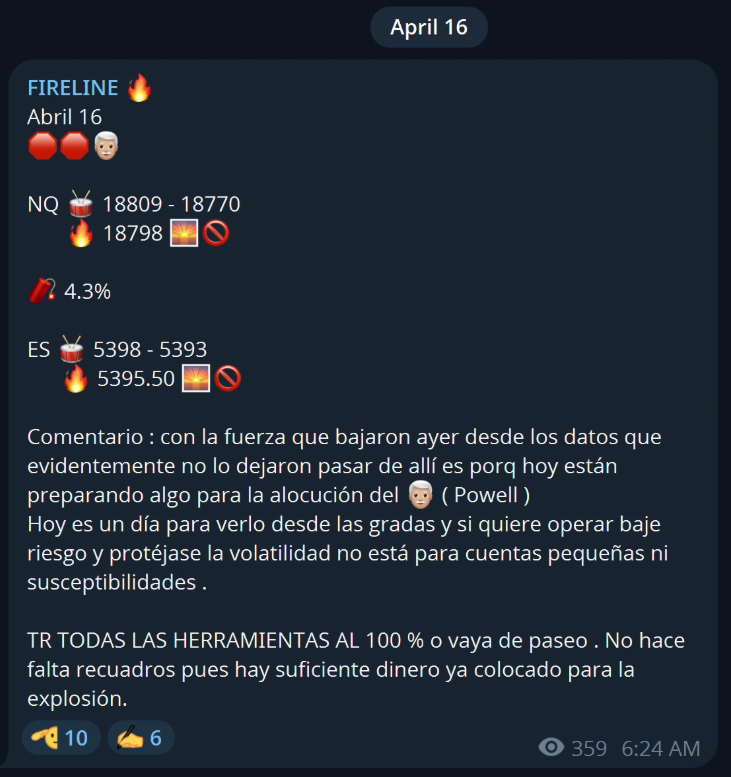 April 16
FIRELINE 🔥
Abril 16
🛑🛑👨🏼‍🦳
NQ 🥁 18809 - 18770
🔥 18798 🌅🚫
🧨 4.3%
ES 🥁 5398 - 5393
🔥 5395.50 🌅🚫
Comentario : con la fuerza que bajaron ayer desde los datos que
evidentemente no lo dejaron pasar de allí es porq hoy están
preparando algo para la alocución del 👨🏼‍🦳 ( Powell )
Hoy es un día para verlo desde las gradas y si quiere operar baje
riesgo y protéjase la volatilidad no está para cuentas pequeñas ni
susceptibilidades .
TR TODAS LAS HERRAMIENTAS AL 100 % o vaya de paseo . No hace
falta recuadros pues hay suficiente dinero ya colocado para la
explosión.
🫡 10 ✍️ 6 359 6:24 AM